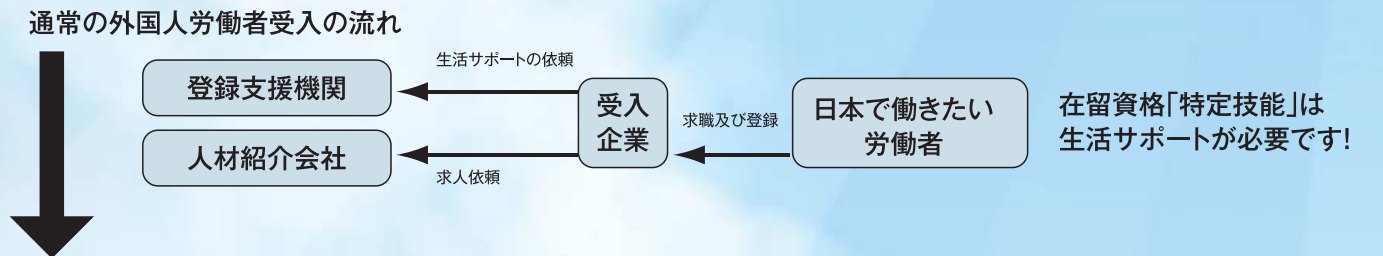 通常の外国人労働者受入の流れ
生活サポートの依頼
登録支援機関
受入
企業
求職及び登録
日本で働きたい
労働者
在留資格「特定技能」は
生活サポートが必要です!
人材紹介会社
求人依頼